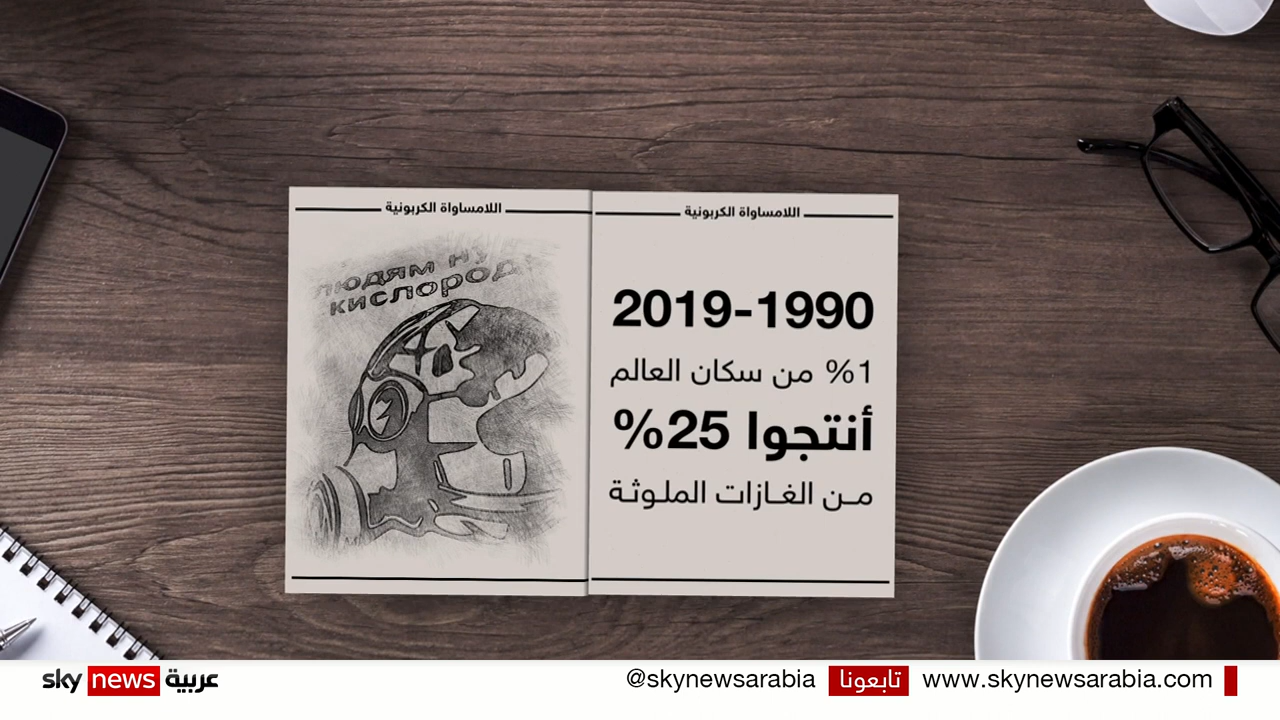 اللامساواة الكربونية
اللامساواة الكربونية
людям ну
кислород
2019-1990
1% من سكان العالم
أنتجوا 25%
من الغازات الملوثة
sky news عربية
@skynewsarabia تابعونا www.skynewsarabia.com